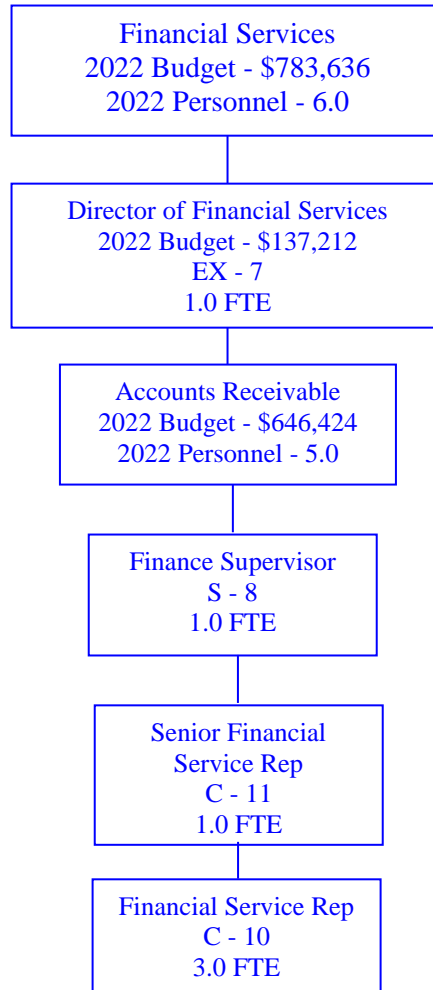 Financial Services
2022 Budget - $783,636
2022 Personnel - 6.0
Director of Financial Services
2022 Budget - $137,212
EX - 7
1.0 FTE
Accounts Receivable
2022 Budget - $646,424
2022 Personnel - 5.0
Finance Supervisor
S - 8
1.0 FTE
Senior Financial
Service Rep
C - 11
1.0 FTE
Financial Service Rep
C - 10
3.0 FTE